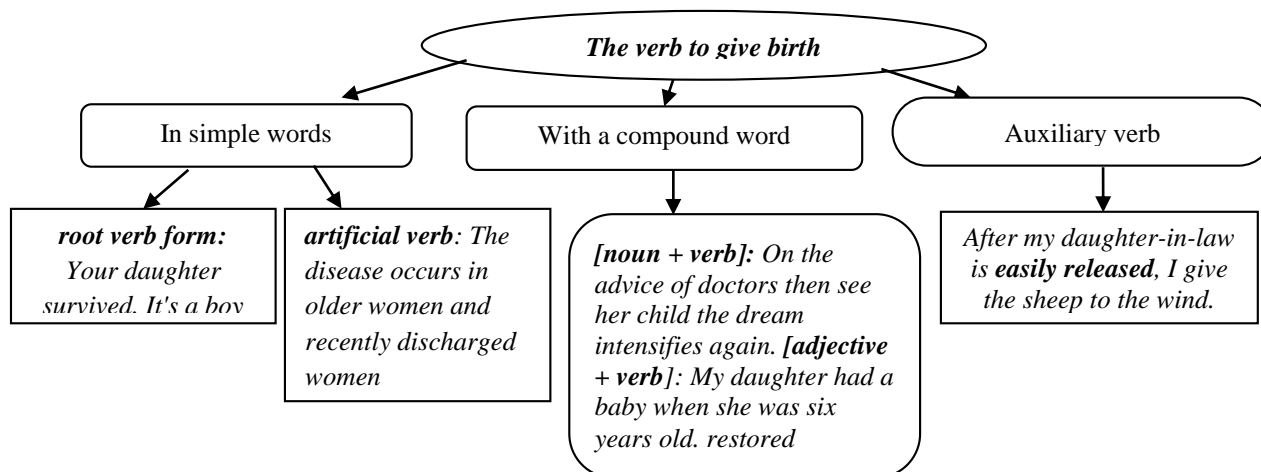 The verb to give birth
In simple words
With a compound word
Auxiliary verb
root verb form:
Your daughter
survived. It's a boy
artificial verb: The
disease occurs in
older women and
recently discharged
women
[noun + verb]: On the
advice of doctors then see
her child the dream
intensifies again. [adjective
+ verb]: My daughter had a
baby when she was six
years old. restored
After my daughter-in-law
is easily released, I give
the sheep to the wind.